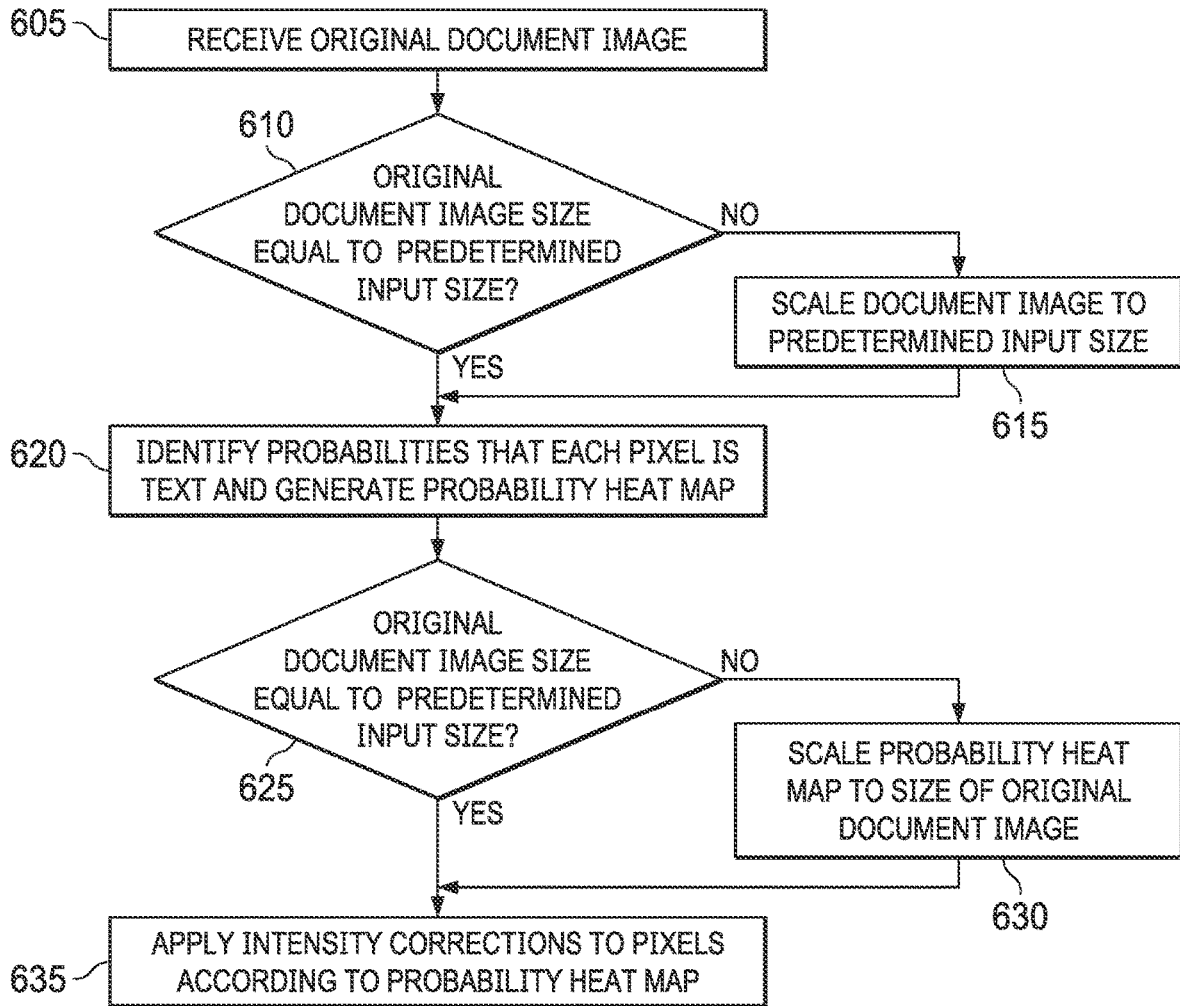 605
RECEIVE ORIGINAL DOCUMENT IMAGE
610
ORIGINAL
DOCUMENT IMAGE SIZE
EQUAL TO PREDETERMINED
INPUT SIZE?
NO
YES
SCALE DOCUMENT IMAGE TO
PREDETERMINED INPUT SIZE
615
620
IDENTIFY PROBABILITIES THAT EACH PIXEL IS
TEXT AND GENERATE PROBABILITY HEAT MAP
ORIGINAL
DOCUMENT IMAGE SIZE
EQUAL TO PREDETERMINED
INPUT SIZE?
NO
625
YES
SCALE PROBABILITY HEAT
MAP TO SIZE OF ORIGINAL
DOCUMENT IMAGE
630
635
APPLY INTENSITY CORRECTIONS TO PIXELS
ACCORDING TO PROBABILITY HEAT MAP